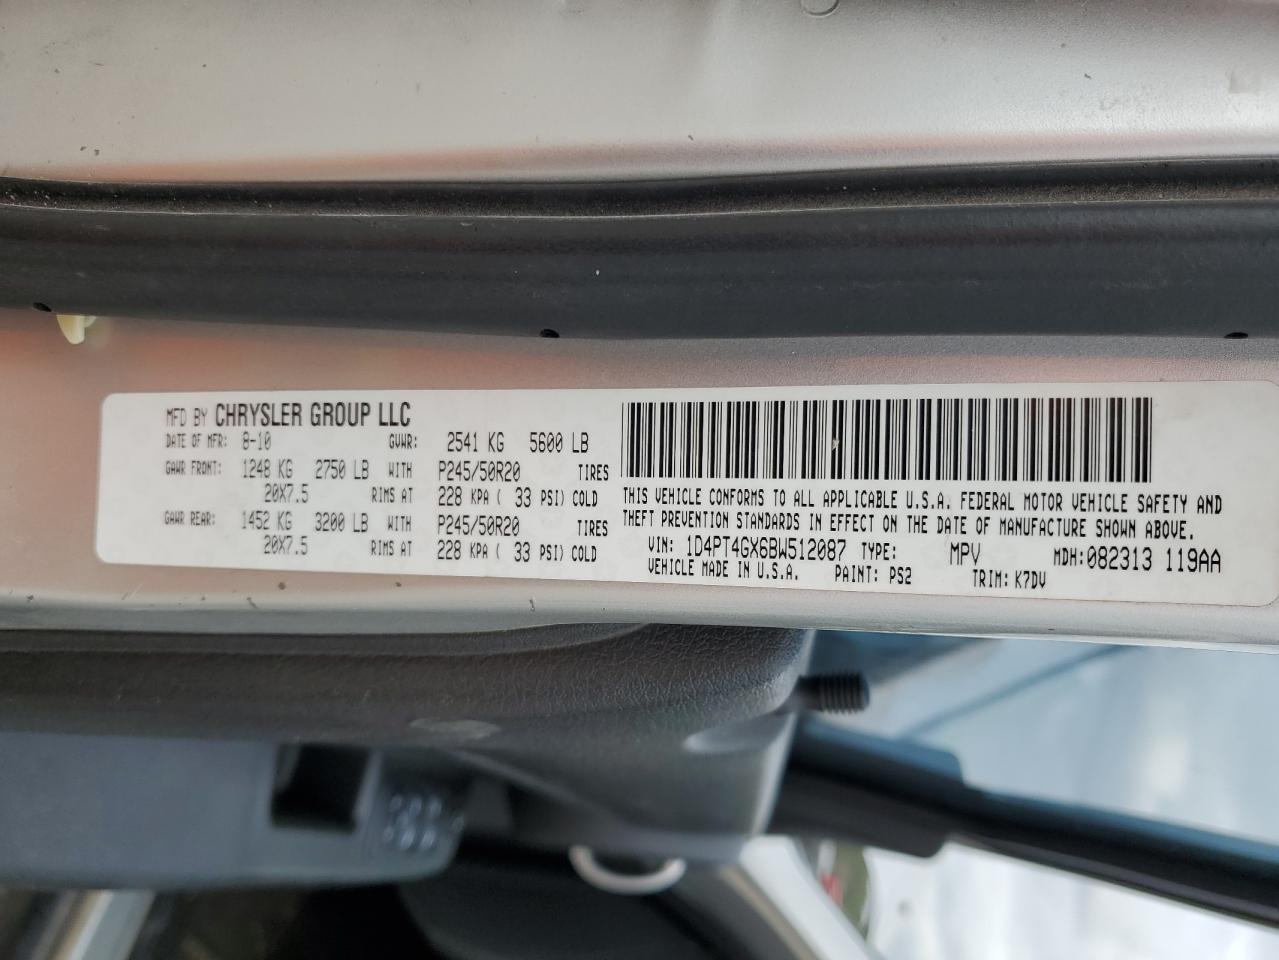 MFD BY CHRYSLER GROUP LLC
DATE OF MFR: 8-10 GVWR: 2541 KG 5600 LB
GAWR FRONT: 1248 KG 2750 LB WITH P245/50R20 TIRES
20X7.5 RIMS AT 228 KPA ( 33 PSI) COLD
GAWR REAR: 1452 KG 3200 LB WITH P245/50R20 TIRES
20X7.5 RIMS AT 228 KPA ( 33 PSI) COLD
THIS VEHICLE CONFORMS TO ALL APPLICABLE U.S.A. FEDERAL MOTOR VEHICLE SAFETY AND
THEFT PREVENTION STANDARDS IN EFFECT ON THE DATE OF MANUFACTURE SHOWN ABOVE.
VIN: 1D4PT4GX6BW512087 TYPE: MPV MDH:082313 119AA
VEHICLE MADE IN U.S.A. PAINT: PS2 TRIM: K7DV